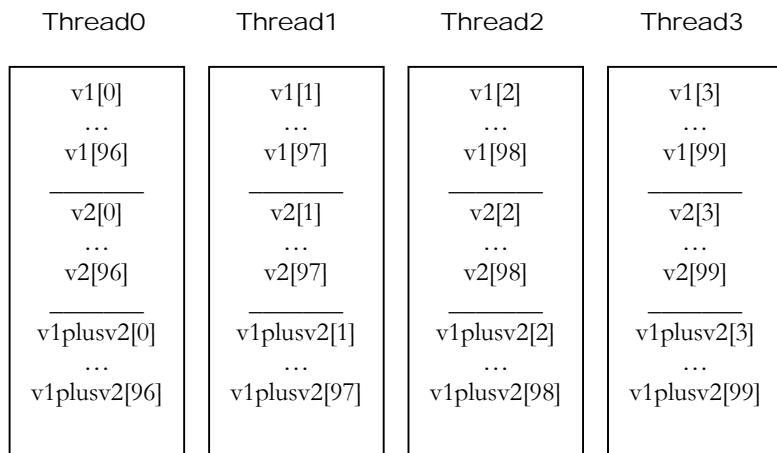 Thread0 Thread1 Thread2 Thread3
v1[0] v1[1] v1[2] v1[3]
… … … …
v1[96] v1[97] v1[98] v1[99]
v2[0] v2[1] v2[2] v2[3]
… … … …
v2[96] v2[97] v2[98] v2[99]
v1plusv2[0] v1plusv2[1] v1plusv2[2] v1plusv2[3]
… … … …
v1plusv2[96] v1plusv2[97] v1plusv2[98] v1plusv2[99]